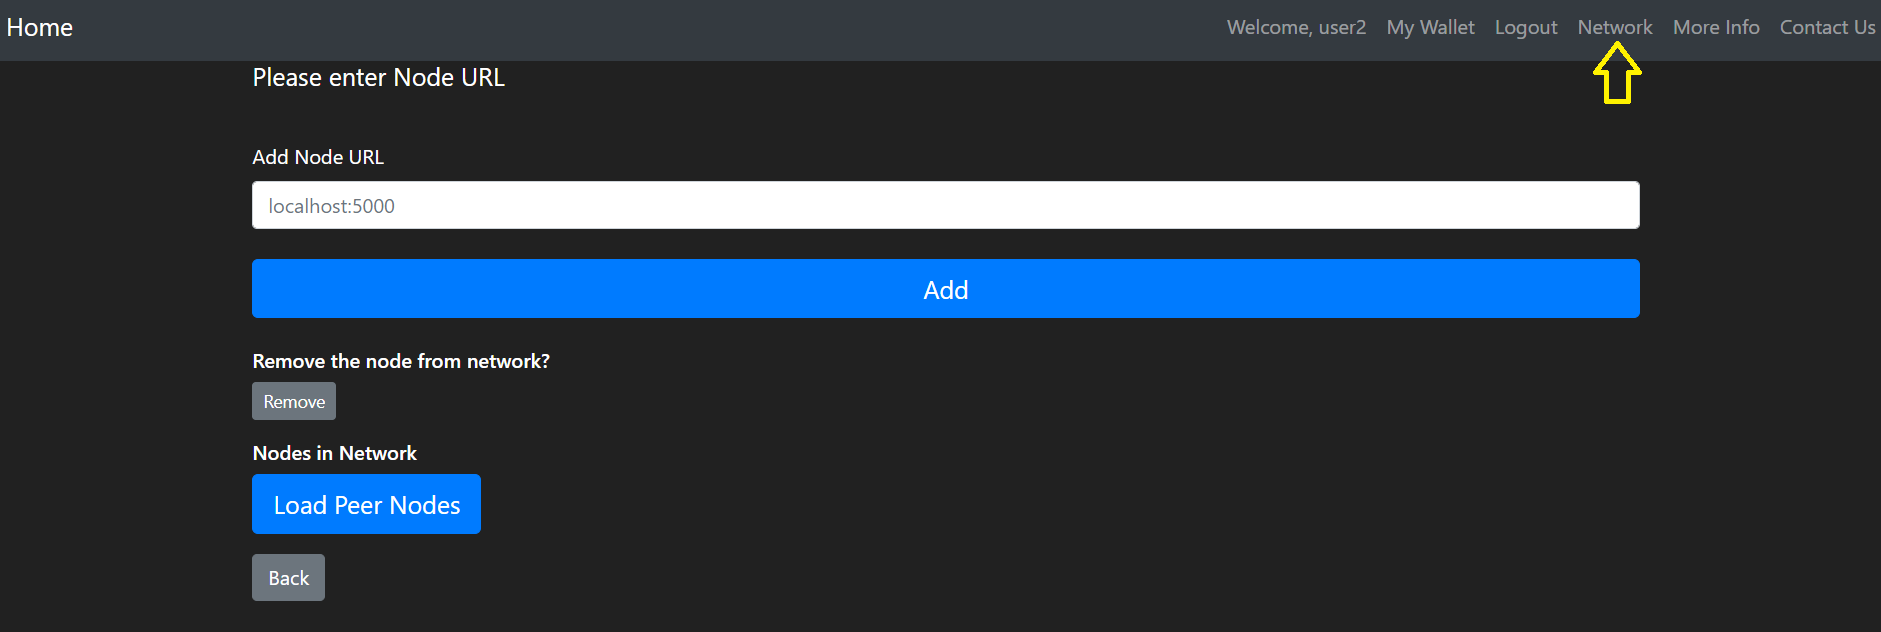 Home Welcome, user2 My Wallet Logout Network More Info Contact Us
Please enter Node URL
Add Node URL
localhost:5000
Add
Remove the node from network?
Remove
Nodes in Network
Load Peer Nodes
Back